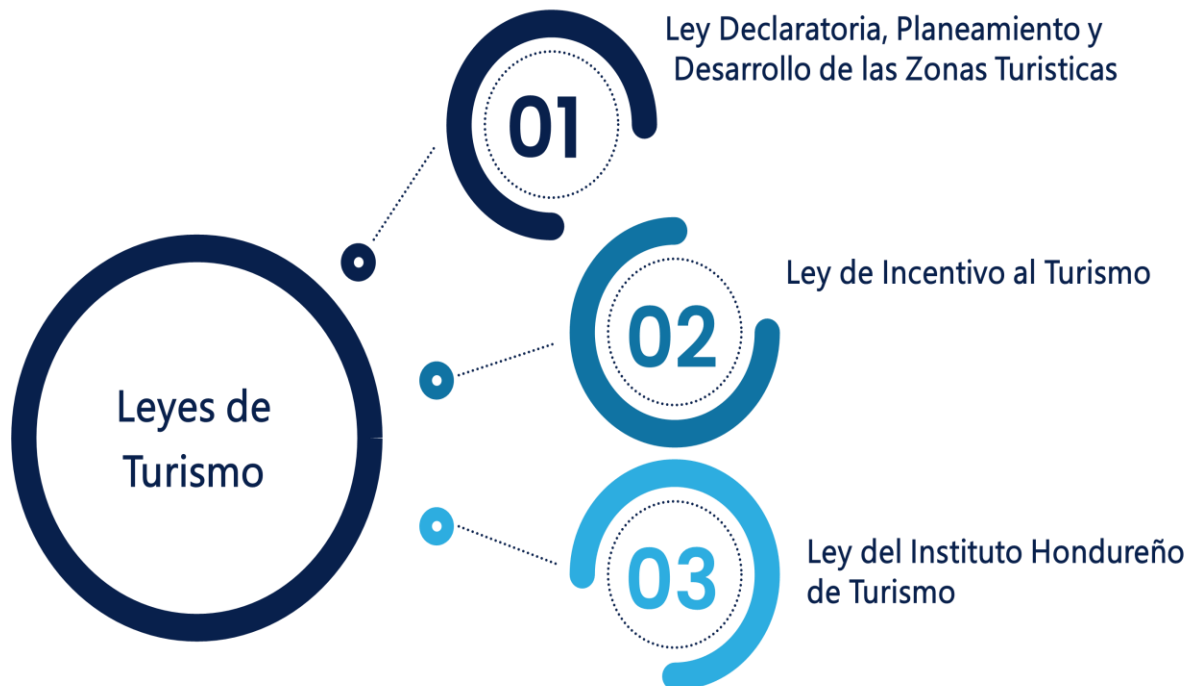 Leyes de
Turismo
01
Ley Declaratoria, Planeamiento y
Desarrollo de las Zonas Turisticas
02
Ley de Incentivo al Turismo
03
Ley del Instituto Hondureño
de Turismo